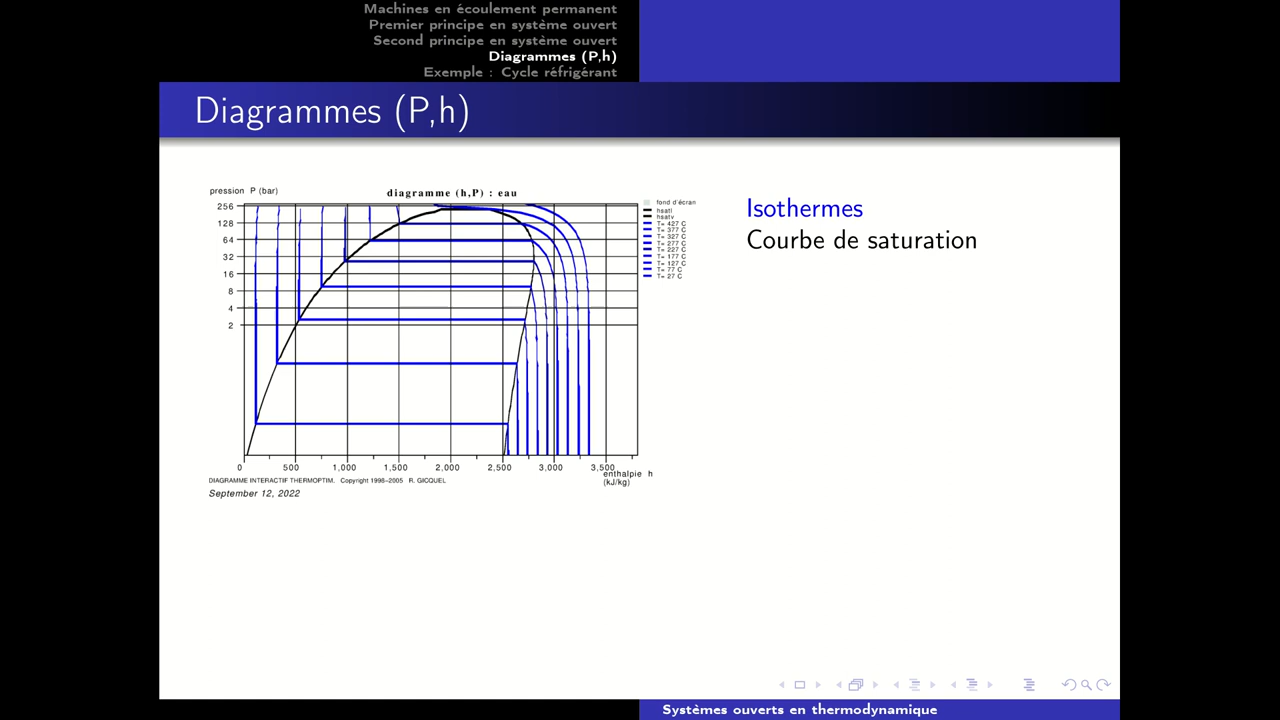 Machines en écoulement permanent
Premier principe en système ouvert
Second principe en système ouvert
Diagrammes (P,h)
Exemple : Cycle réfrigérant
Diagrammes (P,h)
pression P (bar)
diagramme (h,P) : eau
256
128
64
32
16
8
4
2
0 500 1,000 1,500 2,000 2,500 3,000 3,500
enthalpie h
(kJ/kg)
DIAGRAMME INTERACTIF THERMOPTIM. Copyright 1998-2005 R. GICQUEL
September 12, 2022
fond d'écran
hsatl
hsatv
T= 427 C
T= 377 C
T= 327 C
T= 277 C
T= 227 C
T= 177 C
T= 127 C
T= 77 C
T= 27 C
Isothermes
Courbe de saturation
Systèmes ouverts en thermodynamique